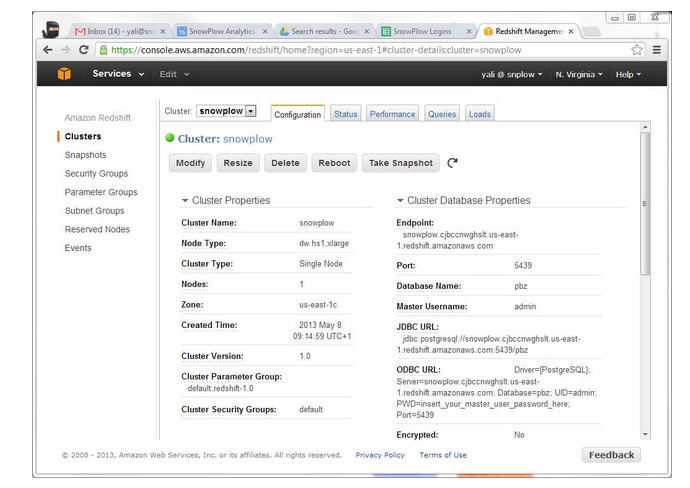 Inbox (14) - yali@sn
SnowPlow Analytics
Search results - Goo
SnowPlow Logins
Redshift Manageme
https://console.aws.amazon.com/redshift/home?region=us-east-1#cluster-details:cluster=snowplow
Services
Edit
yali @ snplow
N. Virginia
Help
Amazon Redshift
Clusters
Snapshots
Security Groups
Parameter Groups
Subnet Groups
Reserved Nodes
Events
Cluster: snowplow
Configuration
Status
Performance
Queries
Loads
Cluster: snowplow
Modify
Resize
Delete
Reboot
Take Snapshot
Cluster Properties
Cluster Name: snowplow
Node Type: dw.hs1.xlarge
Cluster Type: Single Node
Nodes: 1
Zone: us-east-1c
Created Time: 2013 May 8
09:14:59 UTC+1
Cluster Version: 1.0
Cluster Parameter Group:
default.redshift-1.0
Cluster Security Groups: default
Cluster Database Properties
Endpoint:
snowplow.cjbccnwghslt.us-east-
1.redshift.amazonaws.com
Port: 5439
Database Name: pbz
Master Username: admin
JDBC URL:
jdbc:postgresql://snowplow.cjbccnwghslt.us-east-
1.redshift.amazonaws.com:5439/pbz
ODBC URL: Driver={PostgreSQL};
Server=snowplow.cjbccnwghslt.us-east-
1.redshift.amazonaws.com; Database=pbz; UID=admin;
PWD=insert_your_master_user_password_here;
Port=5439
Encrypted: No
© 2008 - 2013, Amazon Web Services, Inc. or its affiliates. All rights reserved.
Privacy Policy
Terms of Use
Feedback